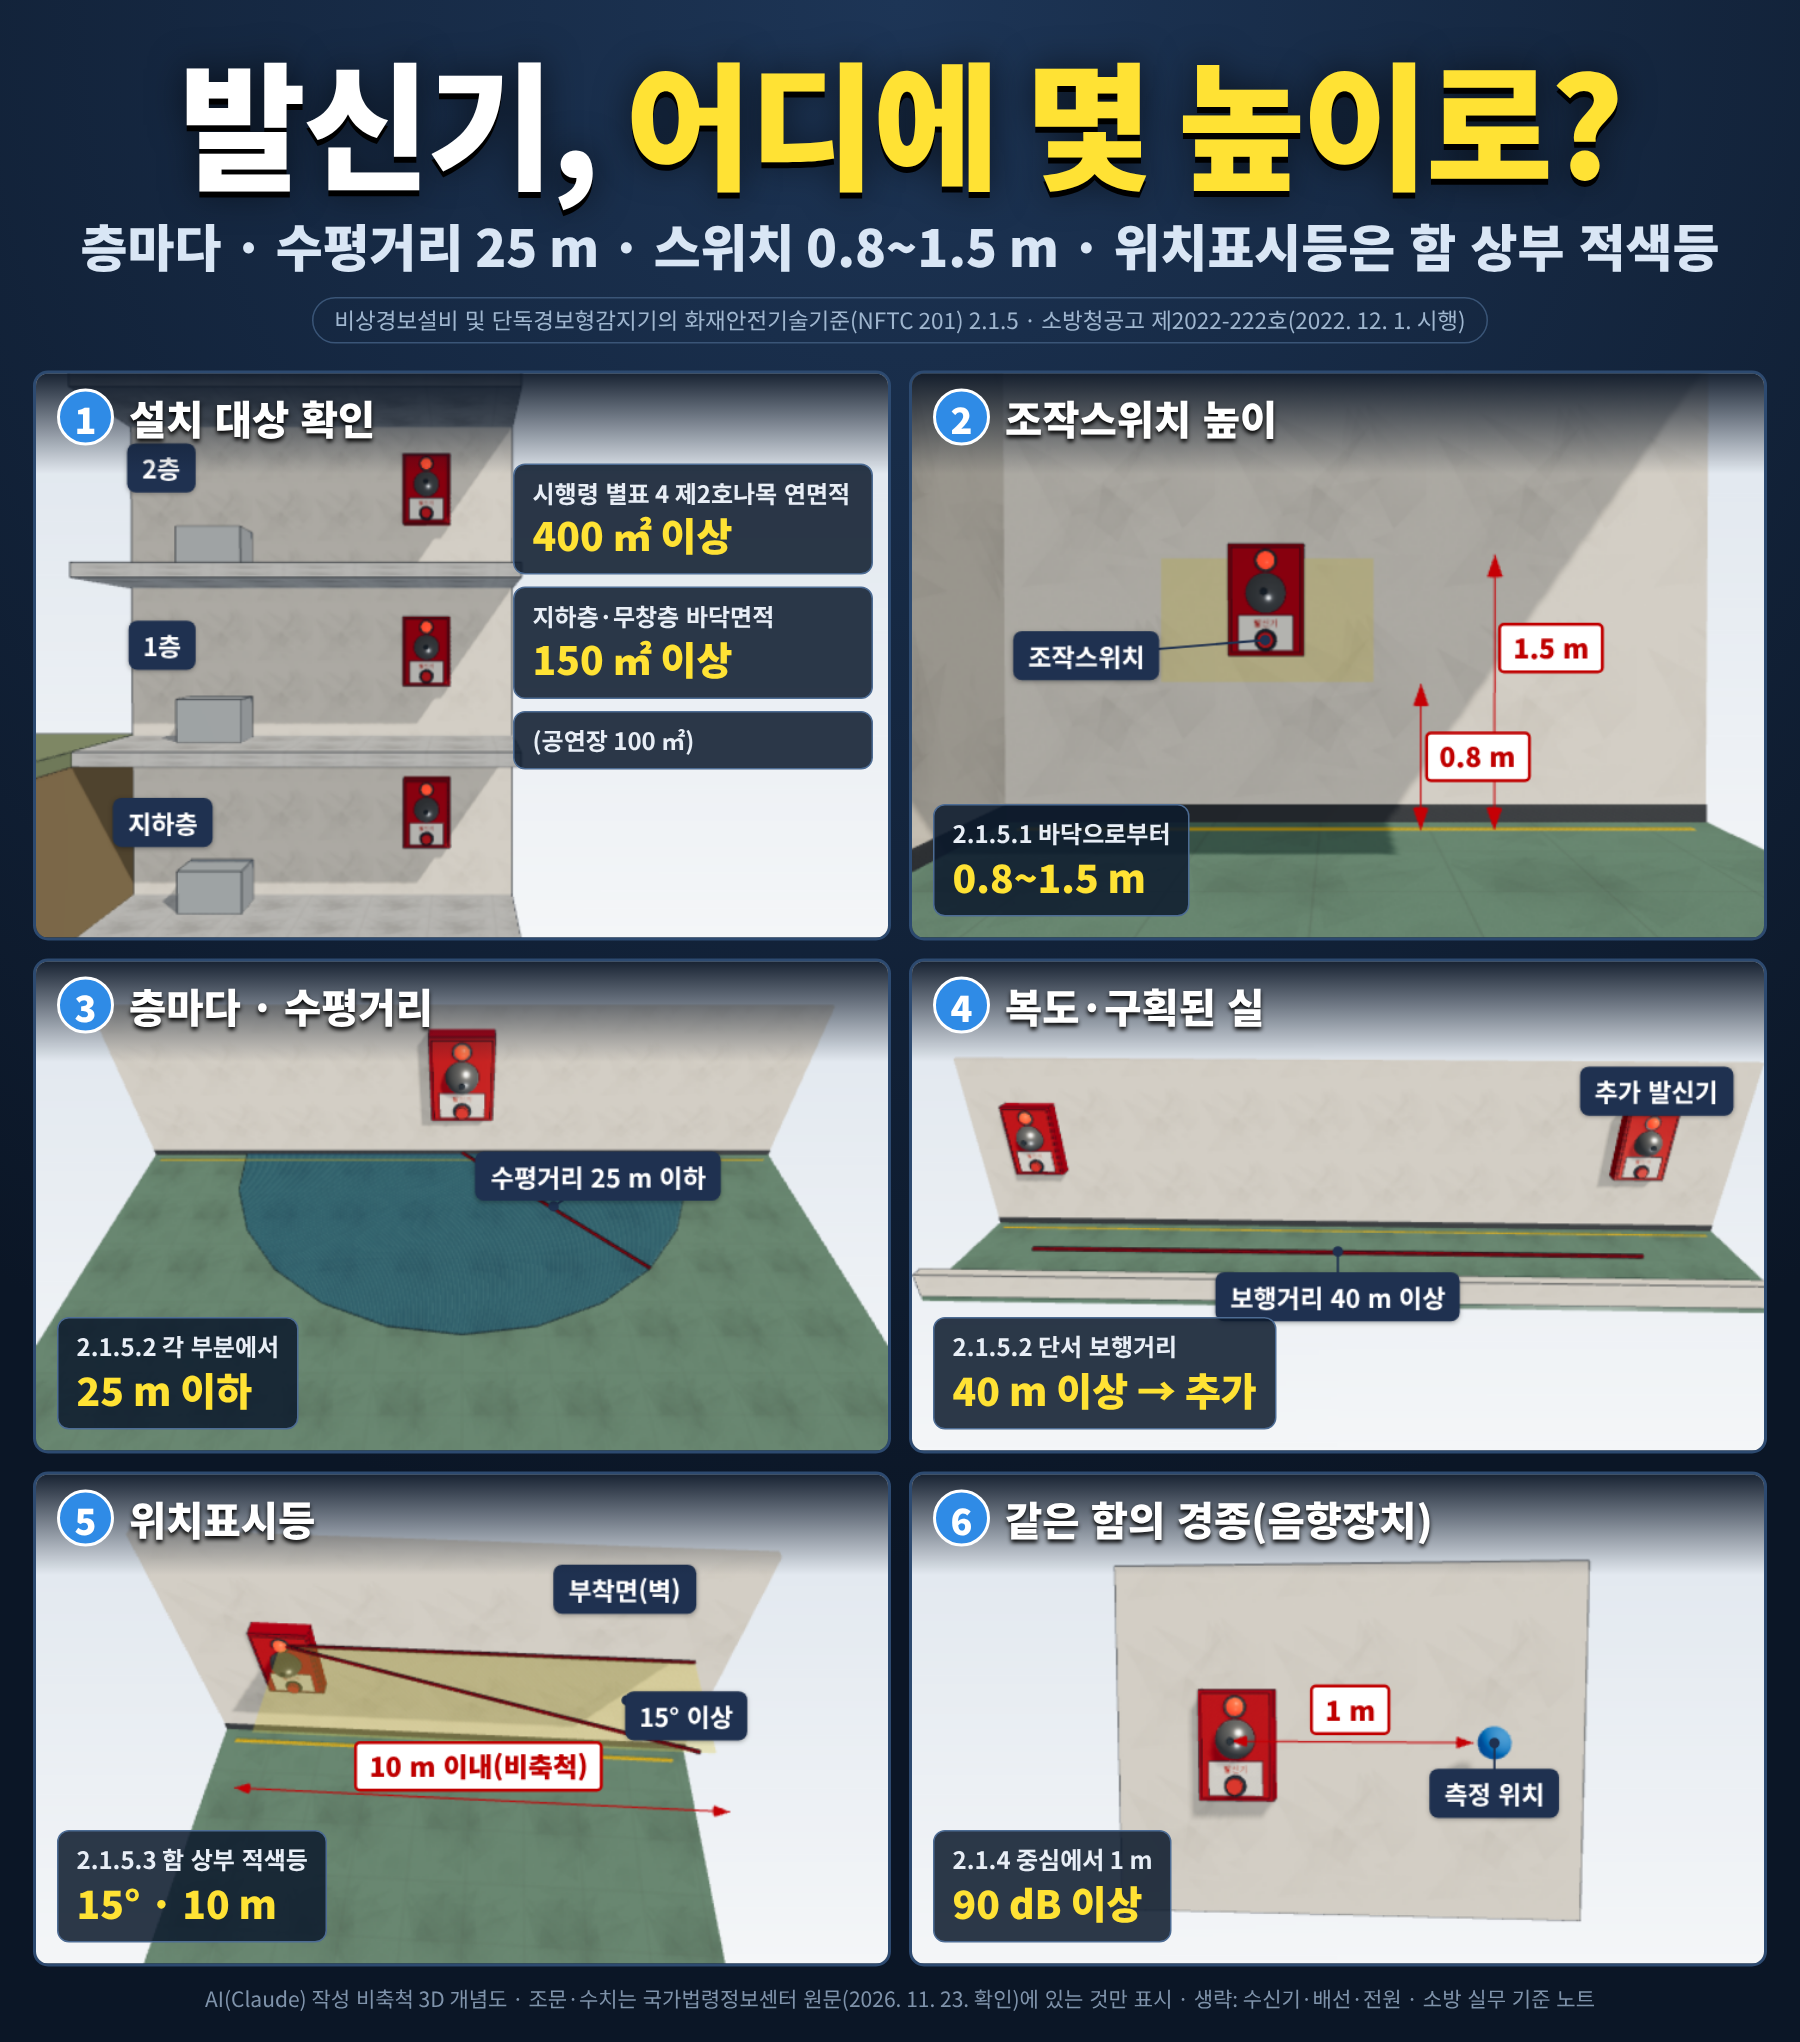 발신기, 어디에 몇 높이로?
층마다 · 수평거리 25 m · 스위치 0.8~1.5 m · 위치표시등은 함 상부 적색등
비상경보설비 및 단독경보형감지기의 화재안전기술기준(NFTC 201) 2.1.5 · 소방청공고 제2022-222호(2022. 12. 1. 시행)
1 설치 대상 확인
2층
1층
지하층
시행령 별표 4 제2호나목 연면적
400 ㎡ 이상
지하층·무창층 바닥면적
150 ㎡ 이상
(공연장 100 ㎡)
2 조작스위치 높이
발신기
조작스위치
1.5 m
0.8 m
2.1.5.1 바닥으로부터
0.8~1.5 m
3 층마다 · 수평거리
수평거리 25 m 이하
2.1.5.2 각 부분에서
25 m 이하
4 복도·구획된 실
추가 발신기
보행거리 40 m 이상
2.1.5.2 단서 보행거리
40 m 이상 → 추가
5 위치표시등
부착면(벽)
15° 이상
10 m 이내(비축척)
2.1.5.3 함 상부 적색등
15° · 10 m
6 같은 함의 경종(음향장치)
1 m
발신기
측정 위치
2.1.4 중심에서 1 m
90 dB 이상
AI(Claude) 작성 비축척 3D 개념도 · 조문·수치는 국가법령정보센터 원문(2026. 11. 23. 확인)에 있는 것만 표시 · 생략: 수신기·배선·전원 · 소방 실무 기준 노트